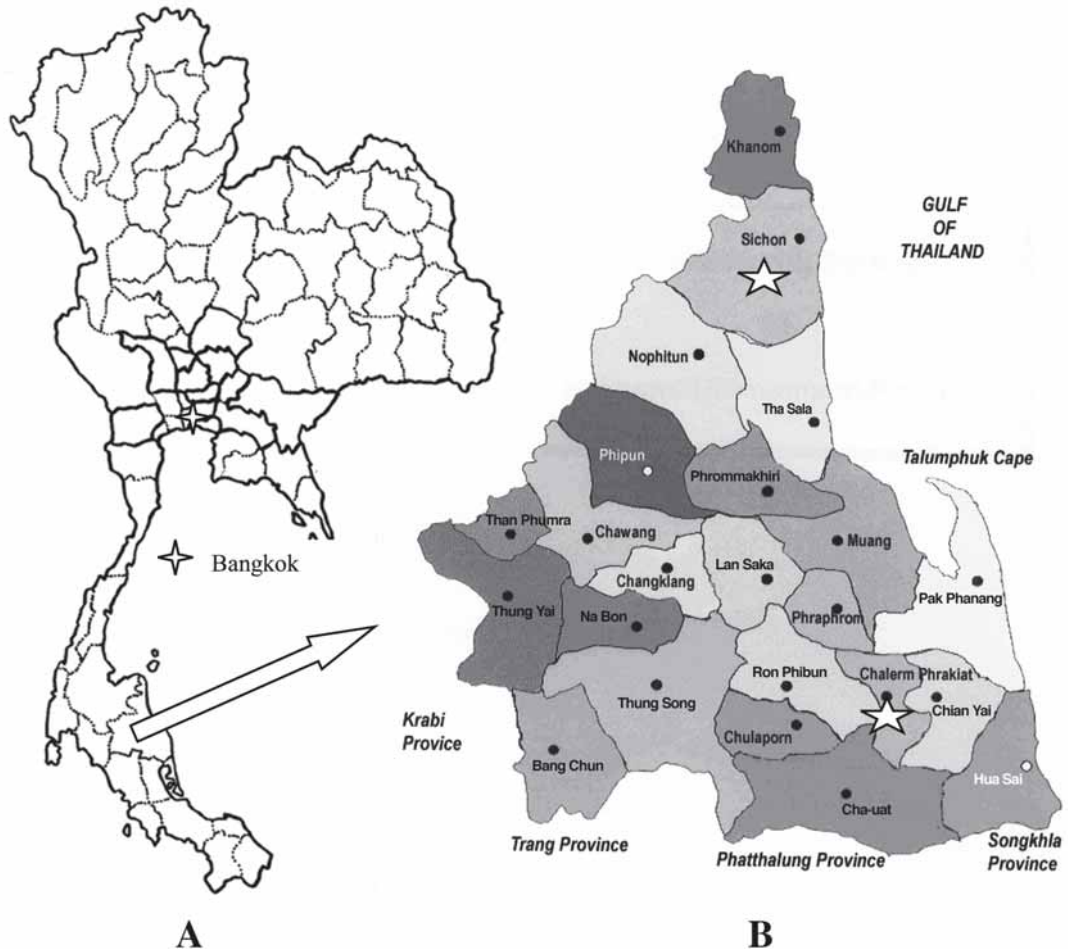 Bangkok
A
Khanom
GULF
OF
THAILAND
Sichon
Nophitun
Tha Sala
Talumphuk Cape
Phipun
Phrommakhiri
Than Phumra
Chawang
Muang
Lan Saka
Changklang
Pak Phanang
Thung Yai
Na Bon
Phraphrom
Ron Phibun
Chalerm Phrakiat
Thung Song
Chian Yai
Krabi
Provice
Chulaporn
Bang Chun
Hua Sai
Cha-uat
Trang Province
Phatthalung Province
Songkhla
Province
B